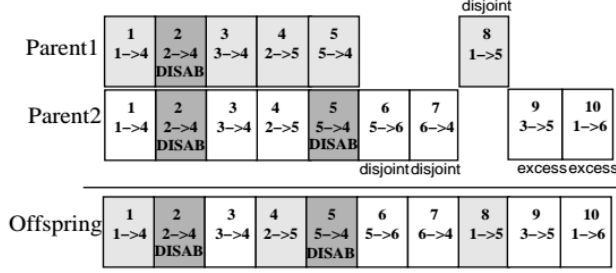 disjoint
Parent1
1 2 3 4 5 8
1->4 2->4 3->4 2->5 5->4 1->5
DISAB
Parent2
1 2 3 4 5 6 7 9 10
1->4 2->4 3->4 2->5 5->4 5->6 6->4 3->5 1->6
DISAB DISAB
disjoint disjoint excess excess
Offspring
1 2 3 4 5 6 7 8 9 10
1->4 2->4 3->4 2->5 5->4 5->6 6->4 1->5 3->5 1->6
DISAB DISAB